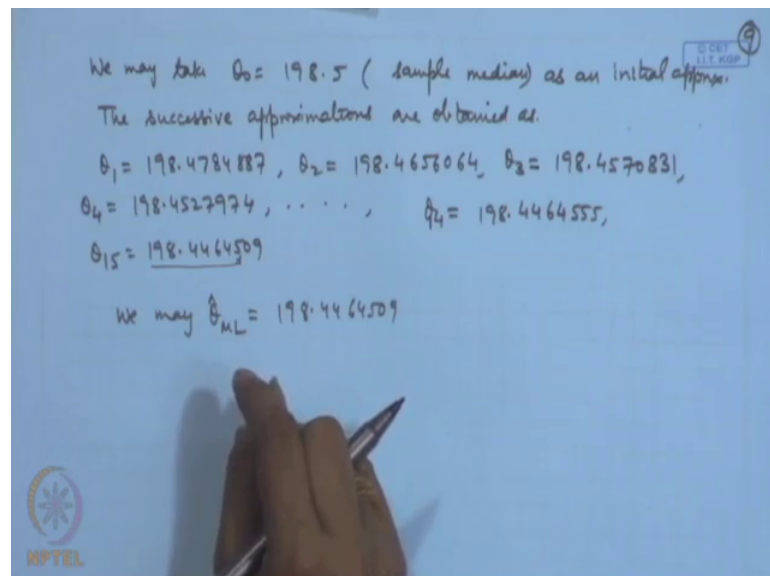 9
© CET
I.I.T. KGP
We may take θ₀ = 198.5 ( sample median) as an initial approx.
The successive approximations are obtained as.
θ₁ = 198.4784887, θ₂ = 198.4656064, θ₃ = 198.4570831,
θ₄ = 198.4527974, . . . . . , θ₁₄ = 198.4464555,
θ₁₅ = 198.4464509
We may θ̂ML = 198.4464509
NPTEL